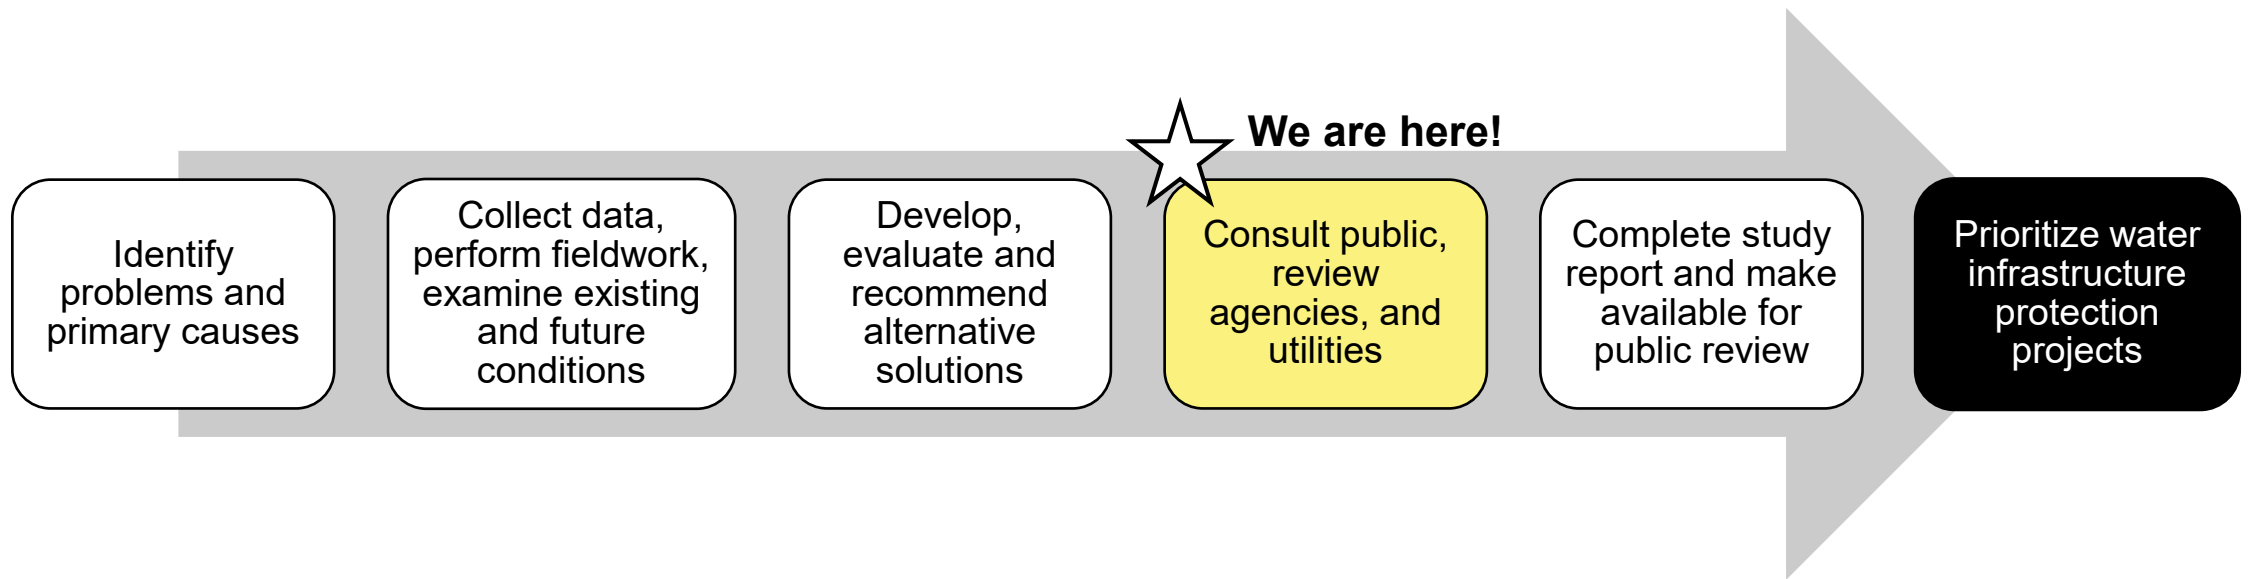 We are here!
Identify
problems and
primary causes
Collect data,
perform fieldwork,
examine existing
and future
conditions
Develop,
evaluate and
recommend
alternative
solutions
Consult public,
review
agencies, and
utilities
Complete study
report and make
available for
public review
Prioritize water
infrastructure
protection
projects